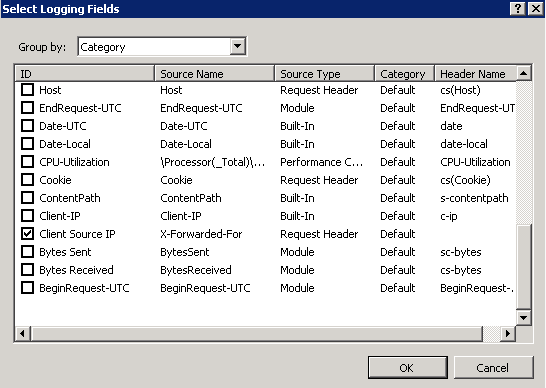 Select Logging Fields
Group by: Category
ID Source Name Source Type Category Header Name
Host Host Request Header Default cs(Host)
EndRequest-UTC EndRequest-UTC Module Default EndRequest-UT
Date-UTC Date-UTC Built-In Default date
Date-Local Date-Local Built-In Default date-local
CPU-Utilization \Processor(_Total)\... Performance C... Default CPU-Utilization
Cookie Cookie Request Header Default cs(Cookie)
ContentPath ContentPath Built-In Default s-contentpath
Client-IP Client-IP Built-In Default c-ip
Client Source IP X-Forwarded-For Request Header Default
Bytes Sent BytesSent Module Default sc-bytes
Bytes Received BytesReceived Module Default cs-bytes
BeginRequest-UTC BeginRequest-UTC Module Default BeginRequest-..
OK Cancel